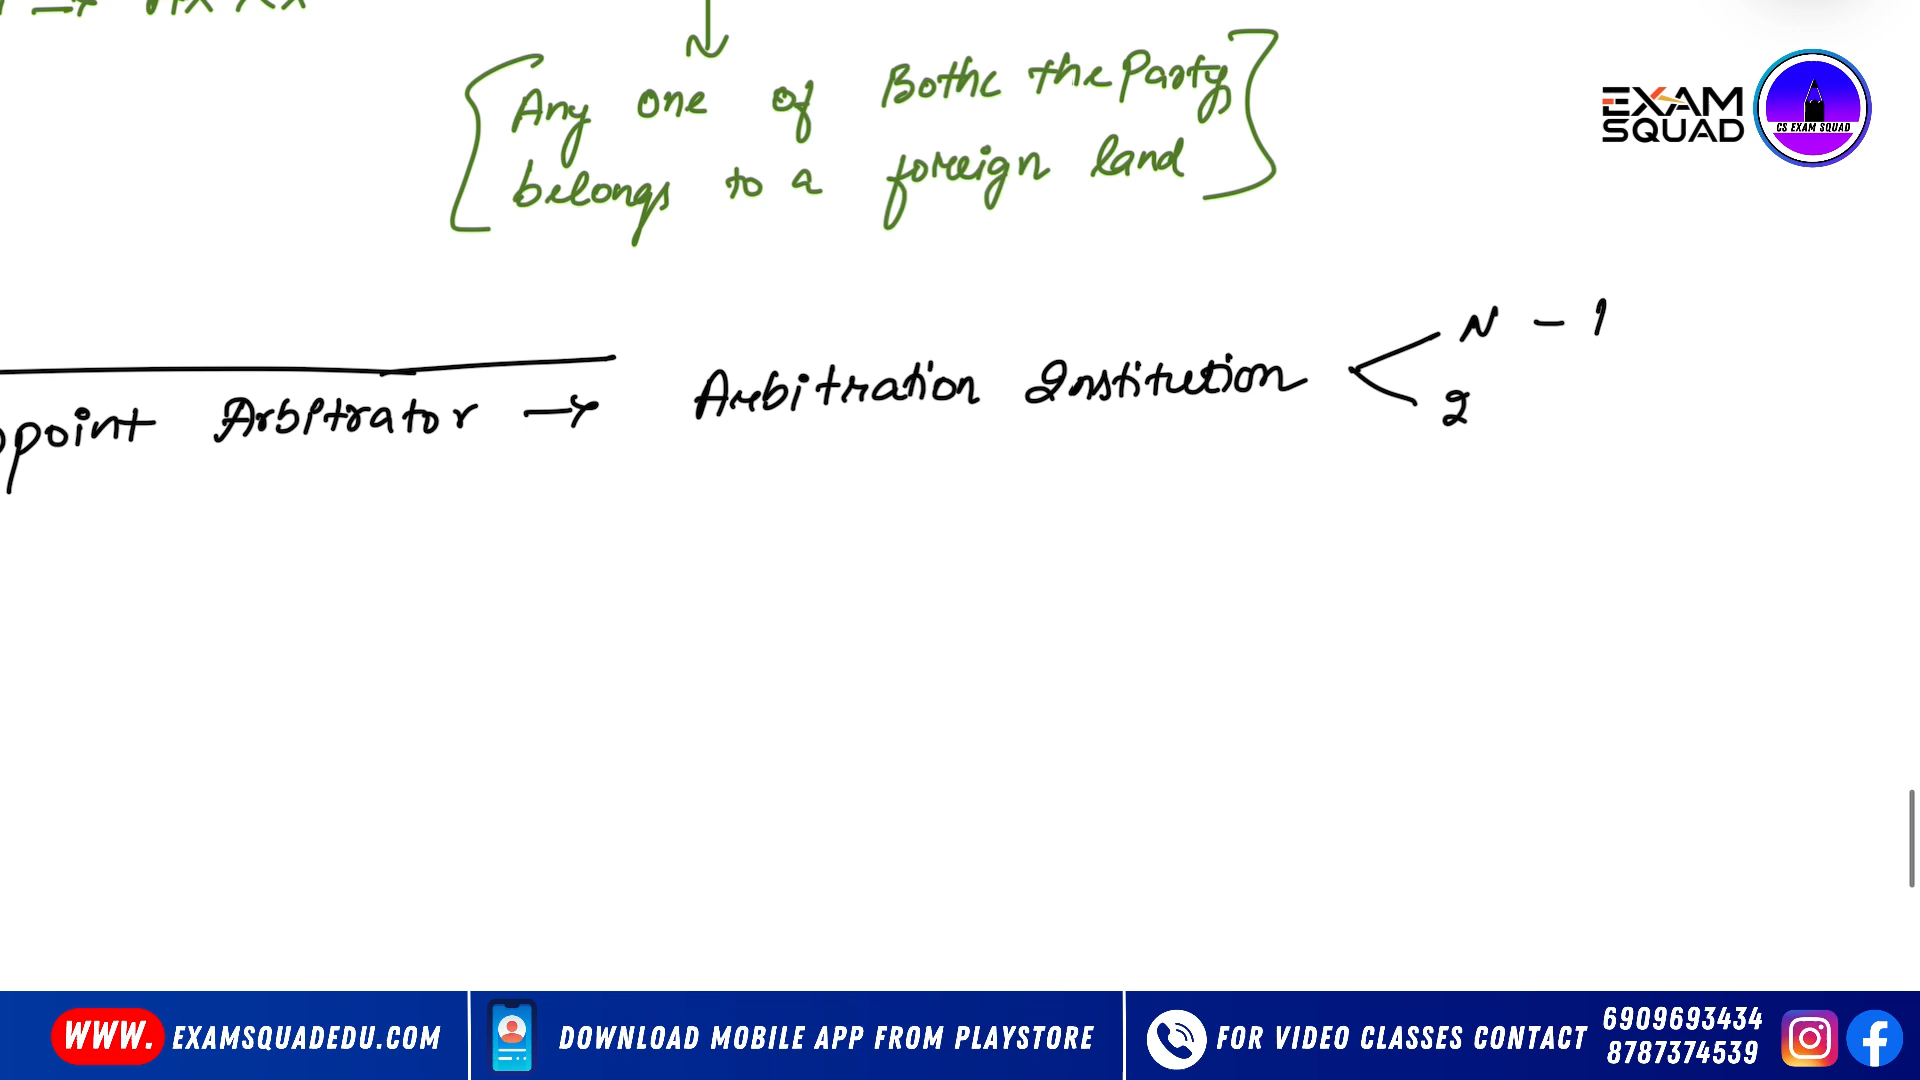 Any one of Bothe the Party
belongs to a foreign land
EXAM
SQUAD
CS EXAM SQUAD
N - 1
ppoint Arbitrator → Arbitration Institution
2
WWW. EXAMSQUADEDU.COM
DOWNLOAD MOBILE APP FROM PLAYSTORE
FOR VIDEO CLASSES CONTACT
6909693434
8787374539